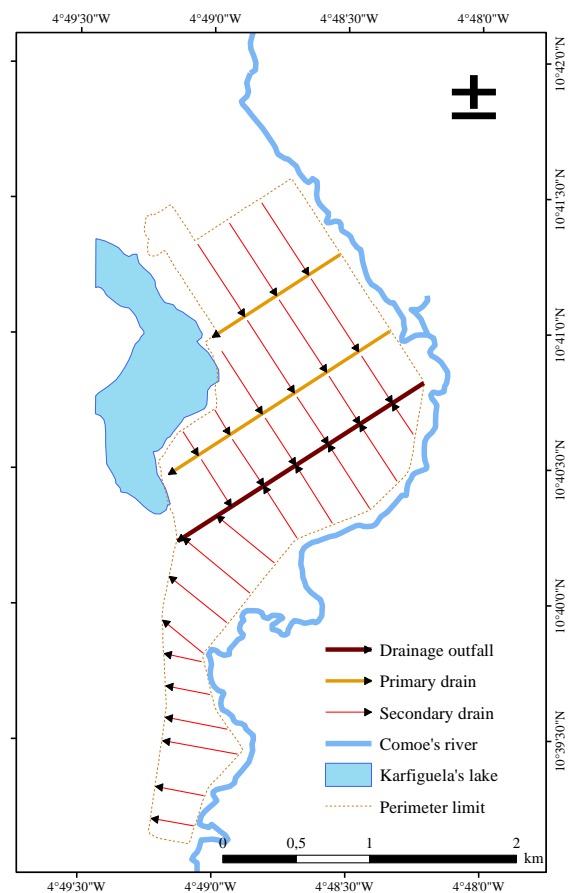 4°49'30"W 4°49'0"W 4°48'30"W 4°48'0"W
10°42'0"N
10°41'30"N
10°41'0"N
10°40'30"N
10°40'0"N
10°39'30"N
Drainage outfall
Primary drain
Secondary drain
Comoe's river
Karfiguela's lake
Perimeter limit
0 0,5 1 2
km
4°49'30"W 4°49'0"W 4°48'30"W 4°48'0"W